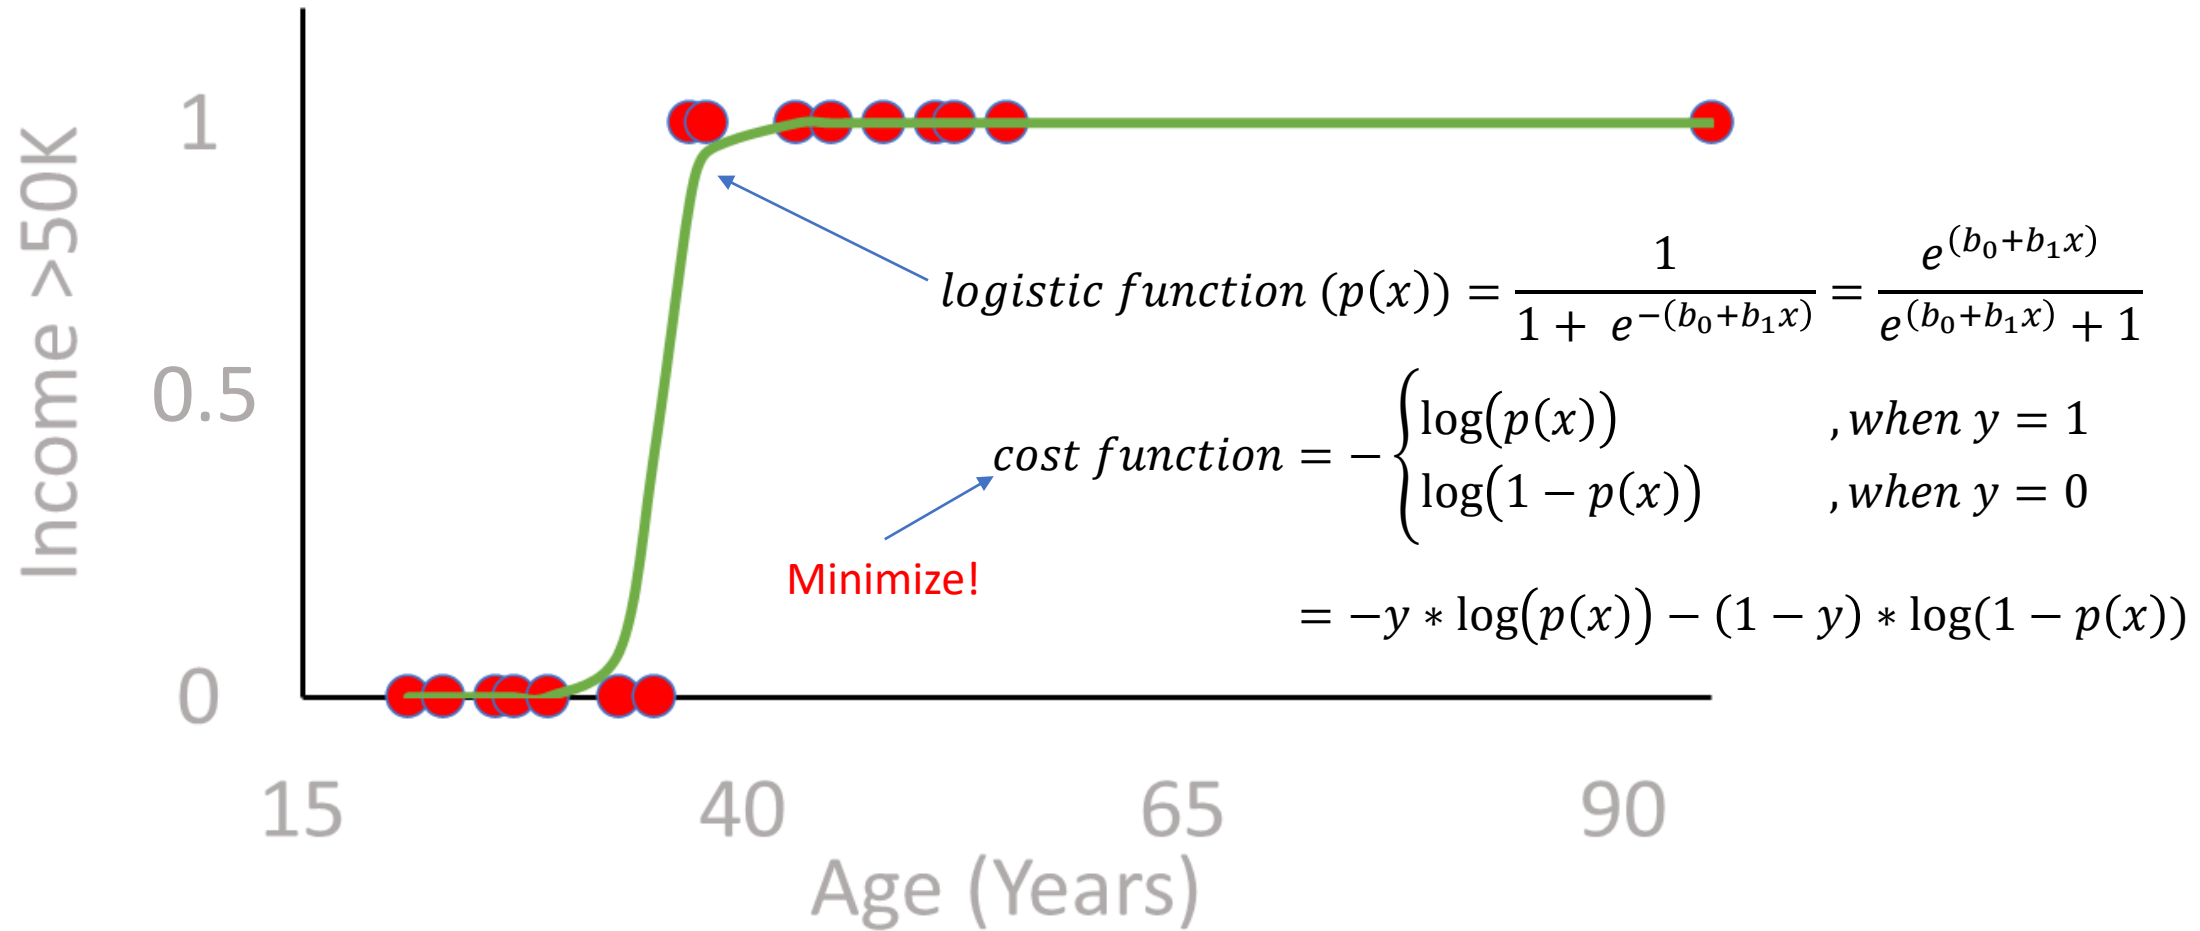 Income >50K
1
0.5
0
logistic function (p(x)) = 1 / (1 + e^−(b₀+b₁x)) = e^(b₀+b₁x) / (e^(b₀+b₁x) + 1)
cost function = − { log(p(x)) , when y = 1
log(1 − p(x)) , when y = 0
Minimize!
= −y ∗ log(p(x)) − (1 − y) ∗ log(1 − p(x))
15 40 65 90
Age (Years)